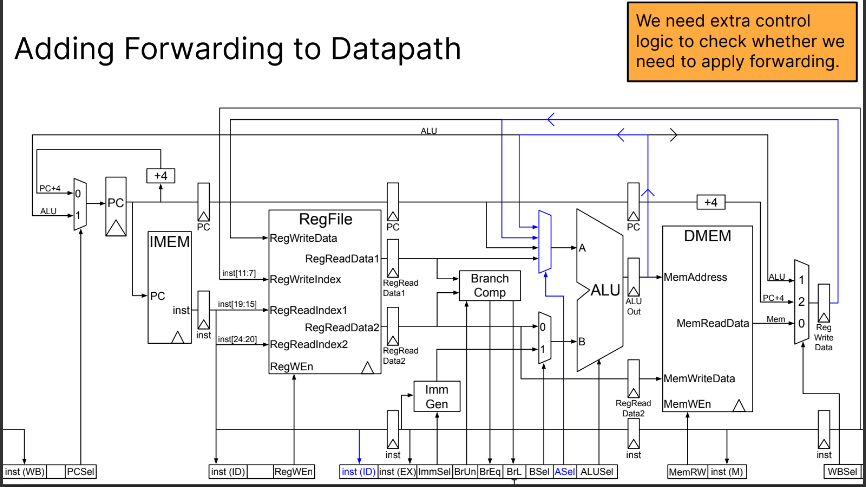 Adding Forwarding to Datapath
We need extra control
logic to check whether we
need to apply forwarding.
ALU
+4
PC+4
0
ALU
1
PC
PC
PC
PC
+4
IMEM
PC
inst
inst
RegFile
RegWriteData
RegReadData1
inst[11:7]
RegWriteIndex
inst[19:15]
RegReadIndex1
RegReadData2
inst[24:20]
RegReadIndex2
RegWEn
RegRead
Data1
RegRead
Data2
Branch
Comp
Imm
Gen
0
1
A
ALU
B
ALU
Out
RegRead
Data2
DMEM
MemAddress
MemReadData
MemWriteData
MemWEn
ALU
1
PC+4
2
Mem
0
Reg
Write
Data
inst
inst
inst
inst (WB)
PCSel
inst (ID)
RegWEn
inst (ID)
inst (EX)
ImmSel
BrUn
BrEq
BrL
BSel
ASel
ALUSel
MemRW
inst (M)
WBSel